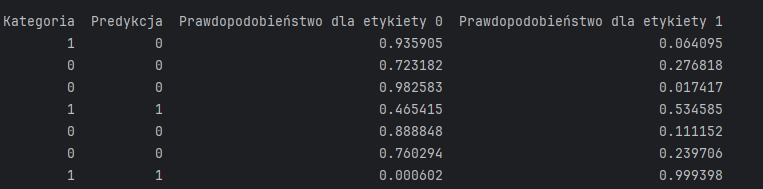 Kategoria Predykcja Prawdopodobieństwo dla etykiety 0 Prawdopodobieństwo dla etykiety 1
1 0 0.935905 0.064095
0 0 0.723182 0.276818
0 0 0.982583 0.017417
1 1 0.465415 0.534585
0 0 0.888848 0.111152
0 0 0.760294 0.239706
1 1 0.000602 0.999398